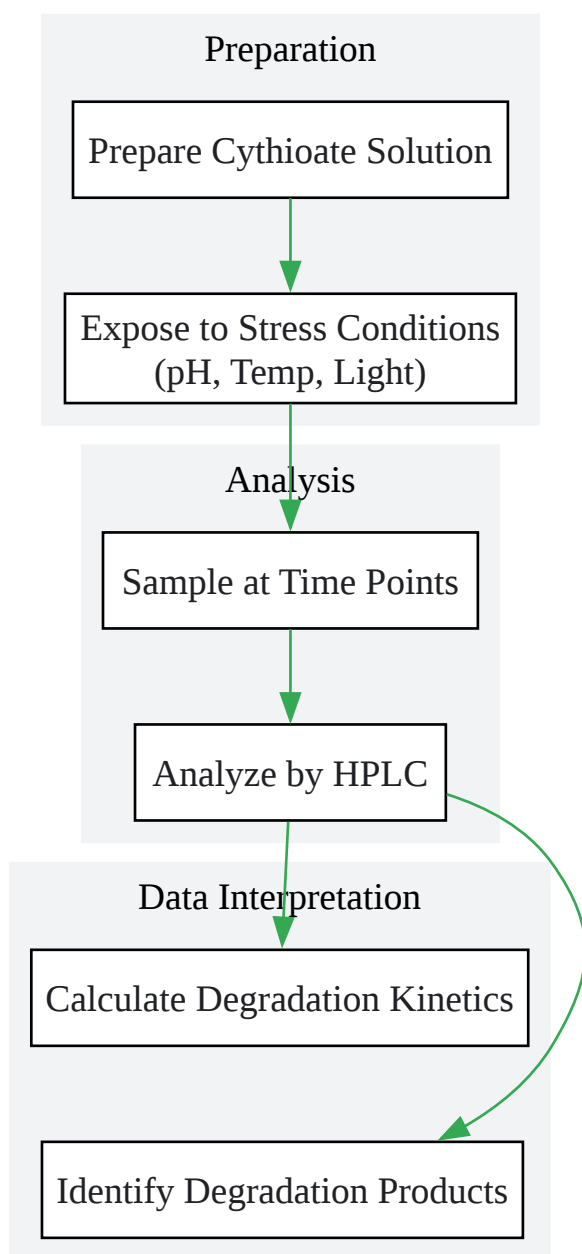 Preparation
Prepare Cythioate Solution
Expose to Stress Conditions
(pH, Temp, Light)
Analysis
Sample at Time Points
Analyze by HPLC
Data Interpretation
Calculate Degradation Kinetics
Identify Degradation Products